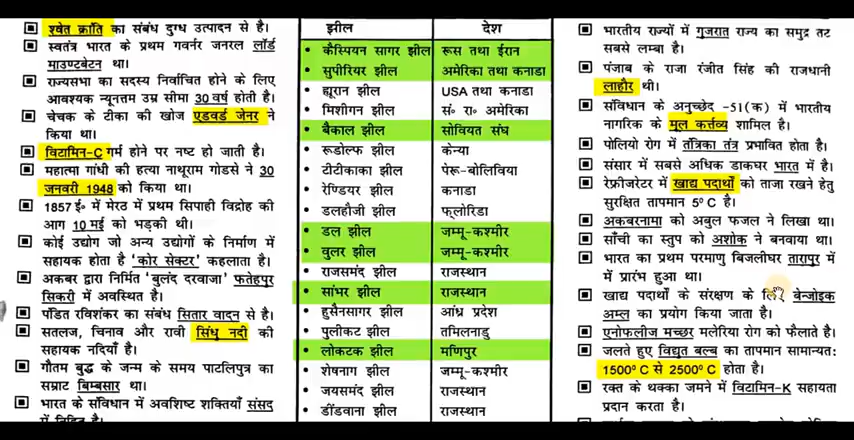 श्वेत क्रांति का संबंध दुग्ध उत्पादन से है।
स्वतंत्र भारत के प्रथम गवर्नर जनरल लॉर्ड
माउण्टबेटन था।
राज्यसभा का सदस्य निर्वाचित होने के लिए
आवश्यक न्यूनतम उम्र सीमा 30 वर्ष होती है।
चेचक के टीका की खोज एडवर्ड जेनर ने
किया था।
विटामिन-C गर्म होने पर नष्ट हो जाती है।
महात्मा गांधी की हत्या नाथूराम गोडसे ने 30
जनवरी 1948 को किया था।
1857 ई० में मेरठ में प्रथम सिपाही विद्रोह की
आग 10 मई को भड़की थी।
कोई उद्योग जो अन्य उद्योगों के निर्माण में
सहायक होता है 'कोर सेक्टर' कहलाता है।
अकबर द्वारा निर्मित 'बुलंद दरवाजा' फतेहपुर
सिकरी में अवस्थित है।
पंडित रविशंकर का संबंध सितार वादन से है।
सतलज, चिनाव और रावी सिंधु नदी की
सहायक नदियाँ है।
गौतम बुद्ध के जन्म के समय पाटलिपुत्र का
सम्राट बिम्बसार था।
भारत के संविधान में अवशिष्ट शक्तियाँ संसद
में निहित है।
झील देश
कैस्पियन सागर झील रूस तथा ईरान
सुपीरियर झील अमेरिका तथा कनाडा
ह्यूरान झील USA तथा कनाडा
मिशीगन झील सं० रा० अमेरिका
बैकाल झील सोवियत संघ
रूडोल्फ झील केन्या
टीटीकाका झील पेरू-बोलिविया
रेण्डियर झील कनाडा
डलहौजी झील फ्लोरिडा
डल झील जम्मू-कश्मीर
वुलर झील जम्मू-कश्मीर
राजसमंद झील राजस्थान
सांभर झील राजस्थान
हुसैनसागर झील आंध्र प्रदेश
पुलीकट झील तमिलनाडु
लोकटक झील मणिपुर
शेषनाग झील जम्मू-कश्मीर
जयसमंद झील राजस्थान
डीडवाना झील राजस्थान
भारतीय राज्यों में गुजरात राज्य का समुद्र तट
सबसे लम्बा है।
पंजाब के राजा रंजीत सिंह की राजधानी
लाहौर थी।
संविधान के अनुच्छेद -51(क) में भारतीय
नागरिक के मूल कर्त्तव्य शामिल है।
पोलियो रोग में तंत्रिका तंत्र प्रभावित होता है।
संसार में सबसे अधिक डाकघर भारत में है।
रेफ्रीजरेटर में खाद्य पदार्थों को ताजा रखने हेतु
सुरक्षित तापमान 5⁰ C है।
अकबरनामा को अबुल फजल ने लिखा था।
साँची का स्तुप को अशोक ने बनवाया था।
भारत का प्रथम परमाणु बिजलीघर तारापुर में
में प्रारंभ हुआ था।
खाद्य पदार्थों के संरक्षण के बेन्जोइक
अम्ल का प्रयोग किया जाता है।
एनोफलीज मच्छर मलेरिया रोग को फैलाते है।
जलते हुए विद्युत बल्ब का तापमान सामान्यत:
1500⁰ C से 2500⁰ C होता है।
रक्त के थक्का जमने में विटामिन-K सहायता
प्रदान करता है।